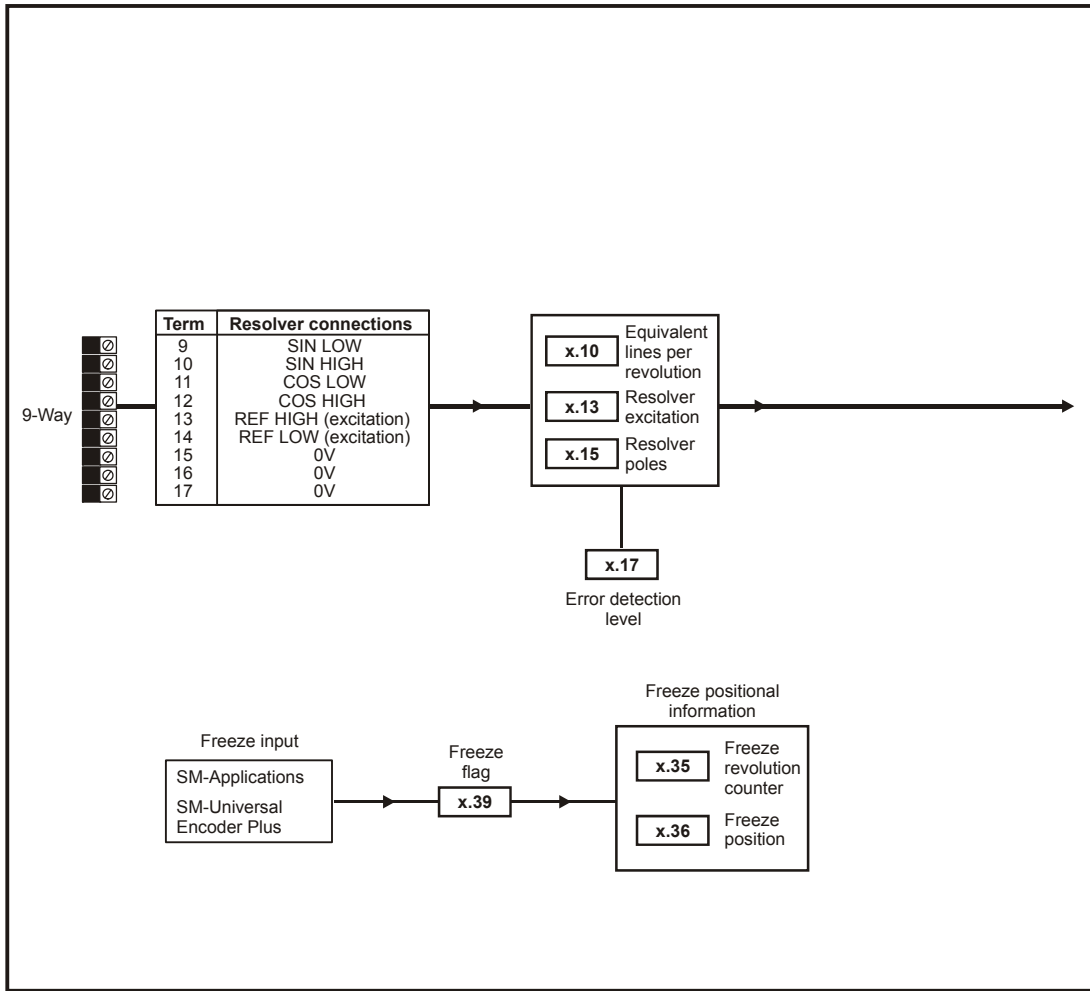 9-Way
Term Resolver connections
9 SIN LOW
10 SIN HIGH
11 COS LOW
12 COS HIGH
13 REF HIGH (excitation)
14 REF LOW (excitation)
15 0V
16 0V
17 0V
x.10 Equivalent
lines per
revolution
x.13 Resolver
excitation
x.15 Resolver
poles
x.17
Error detection
level
Freeze input
SM-Applications
SM-Universal
Encoder Plus
Freeze
flag
x.39
Freeze positional
information
x.35 Freeze
revolution
counter
x.36 Freeze
position